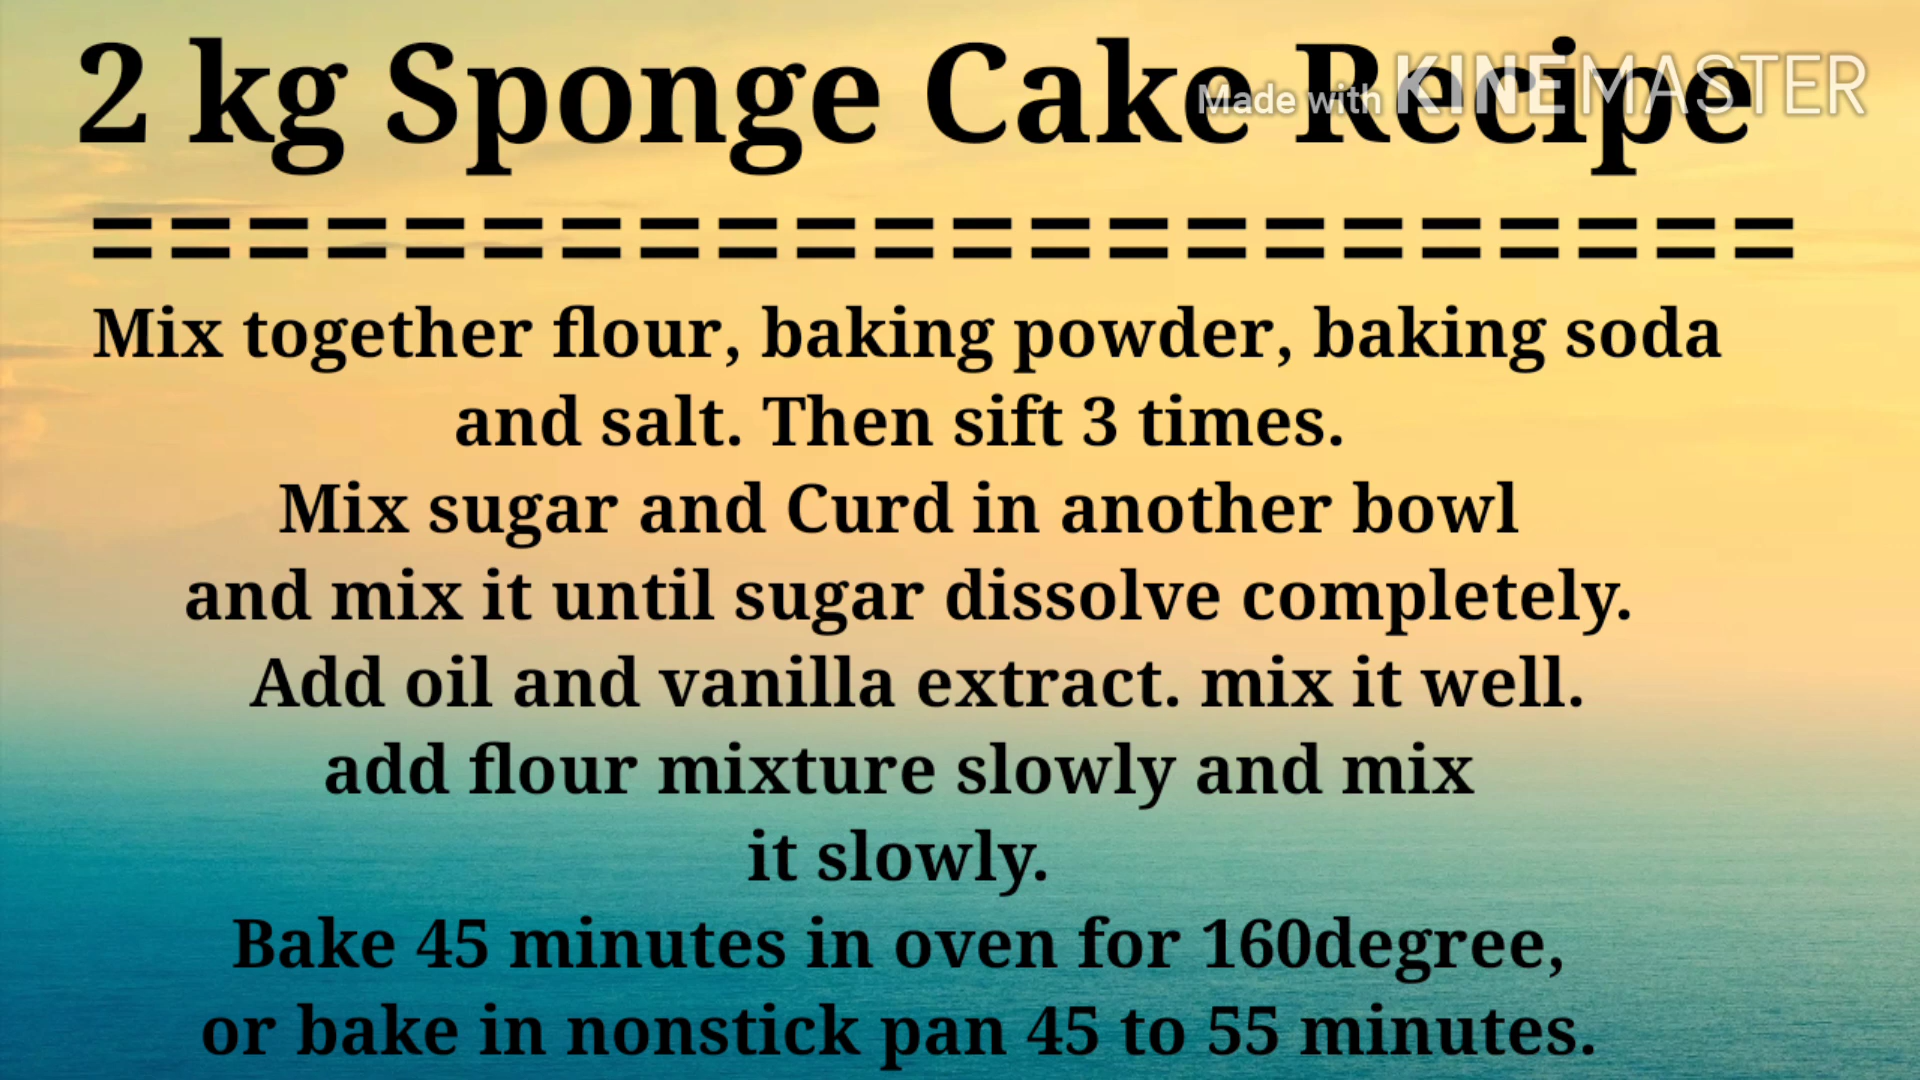 2 kg Sponge Cake Recipe
Made with KINEMASTER
======================
Mix together flour, baking powder, baking soda
and salt. Then sift 3 times.
Mix sugar and Curd in another bowl
and mix it until sugar dissolve completely.
Add oil and vanilla extract. mix it well.
add flour mixture slowly and mix
it slowly.
Bake 45 minutes in oven for 160degree,
or bake in nonstick pan 45 to 55 minutes.